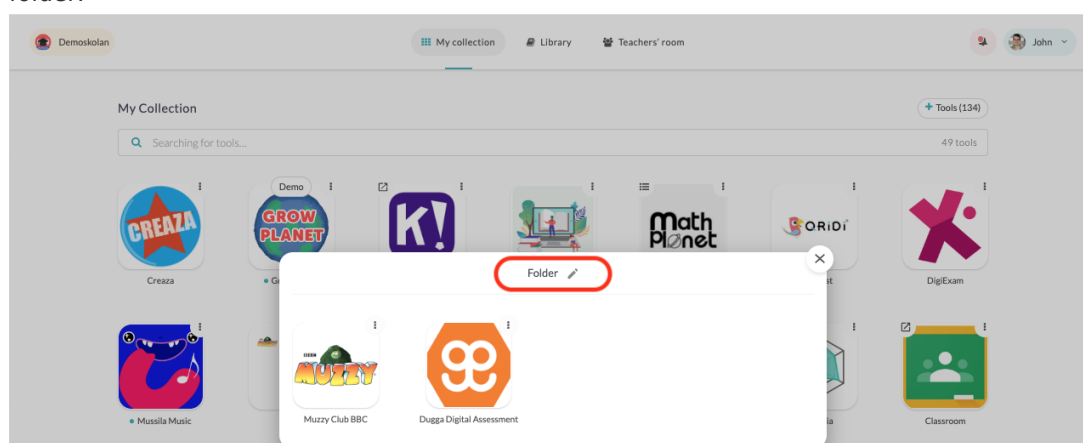 Demoskolan
My collection
Library
Teachers' room
John
My Collection
+ Tools (134)
Searching for tools...
49 tools
Demo
CREAZA
GROW
PLANET
K!
Math
Planet
ORiDi
Creaza
DigiExam
Folder
BBC
MUZZY
Mussila Music
Muzzy Club BBC
Dugga Digital Assessment
Classroom